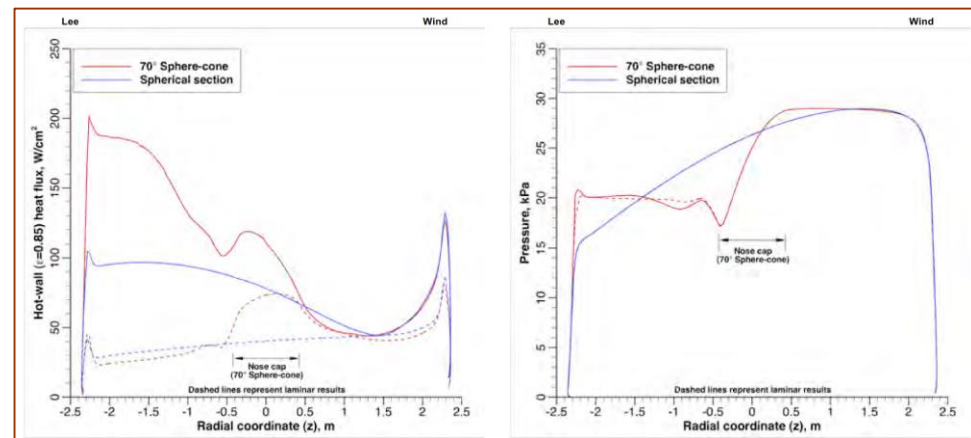 Lee Wind
250
200
150
100
50
0
Hot-wall (ε=0.85) heat flux, W/cm²
70° Sphere-cone
Spherical section
Nose cap
(70° Sphere-cone)
Dashed lines represent laminar results
-2.5 -2 -1.5 -1 -0.5 0 0.5 1 1.5 2 2.5
Radial coordinate (z), m
Lee Wind
35
30
25
20
15
10
5
0
Pressure, kPa
70° Sphere-cone
Spherical section
Nose cap
(70° Sphere-cone)
Dashed lines represent laminar results
-2.5 -2 -1.5 -1 -0.5 0 0.5 1 1.5 2 2.5
Radial coordinate (z), m